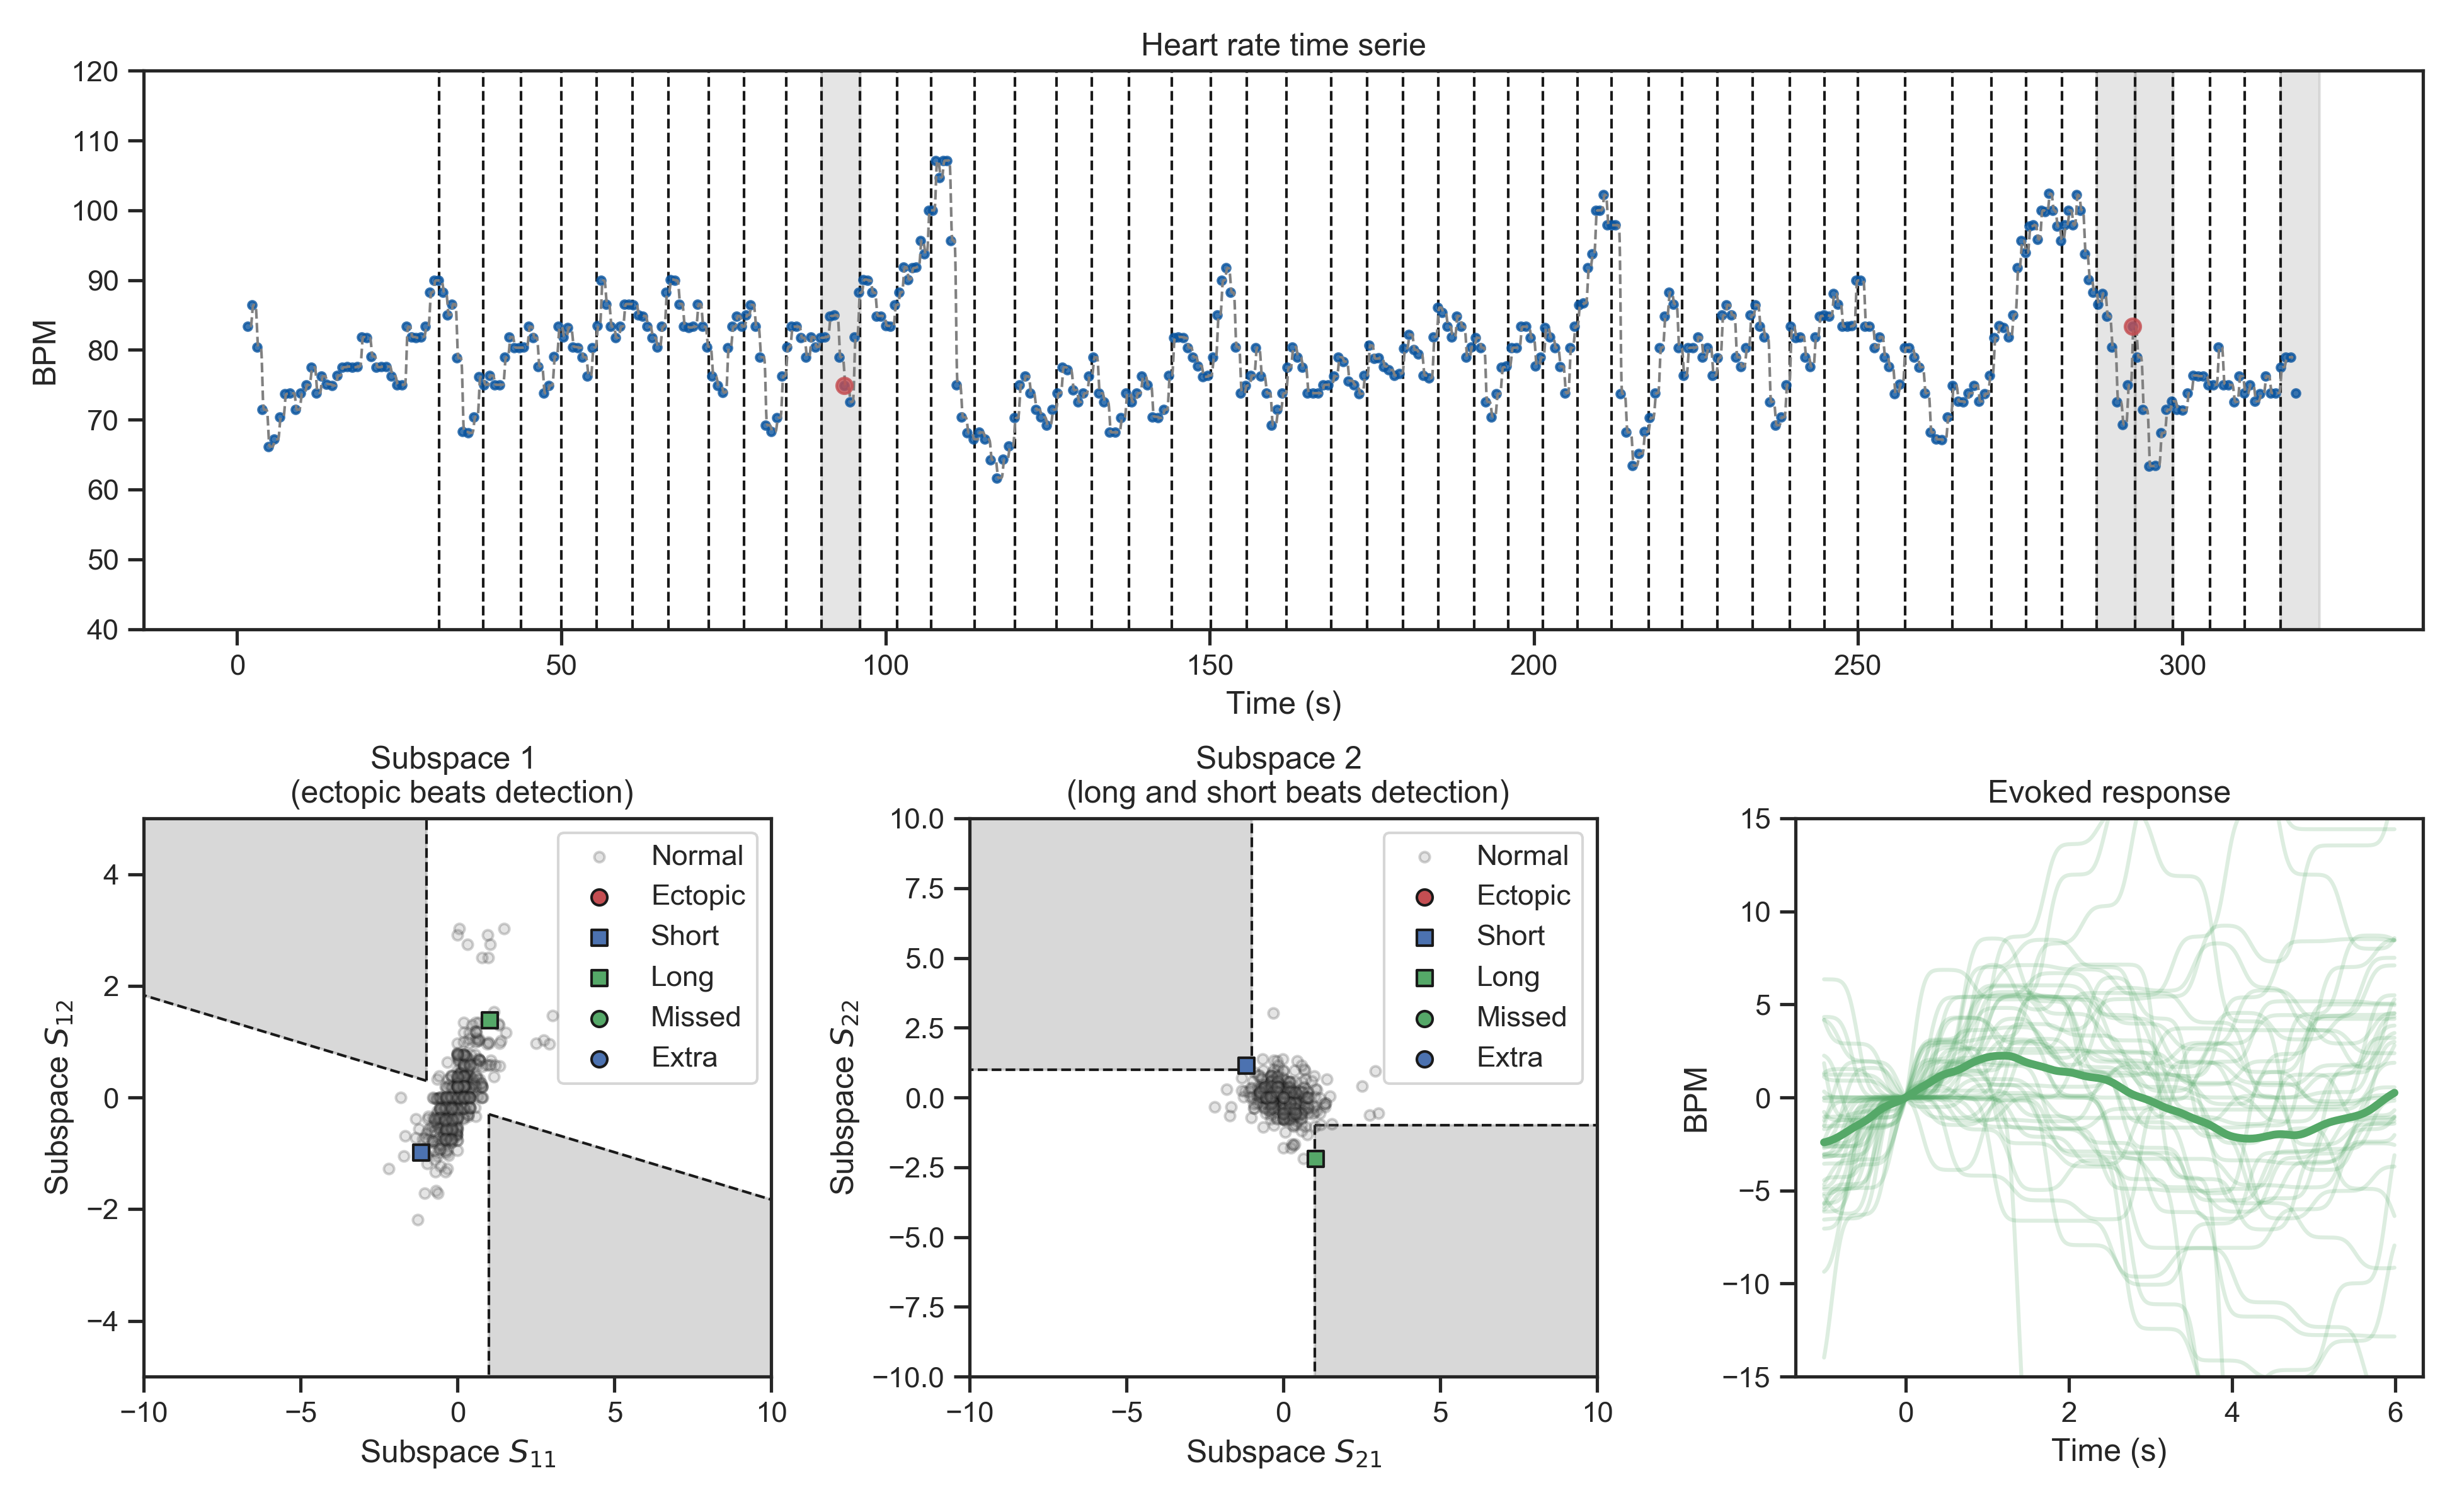 Heart rate time serie
120
110
100
90
80
70
60
50
40
BPM
0 50 100 150 200 250 300
Time (s)
Subspace 1
(ectopic beats detection)
4
2
0
−2
−4
Subspace S12
Normal
Ectopic
Short
Long
Missed
Extra
−10 −5 0 5 10
Subspace S11
Subspace 2
(long and short beats detection)
10.0
7.5
5.0
2.5
0.0
−2.5
−5.0
−7.5
−10.0
Subspace S22
Normal
Ectopic
Short
Long
Missed
Extra
−10 −5 0 5 10
Subspace S21
Evoked response
15
10
5
0
−5
−10
−15
BPM
0 2 4 6
Time (s)